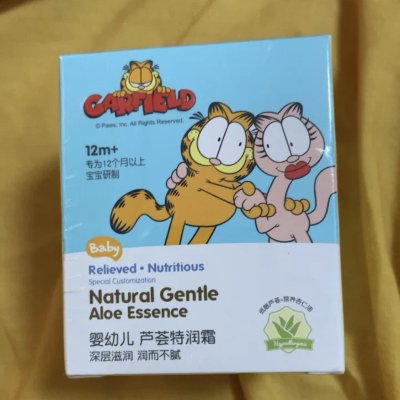 GARFIELD
© Paws, Inc. All Rights Reserved.
12m+
专为12个月以上
宝宝研制
Baby
Relieved • Nutritious
Special Customization
Natural Gentle
Aloe Essence
婴幼儿 芦荟特润霜
深层滋润 润而不腻
Hypoallergenic